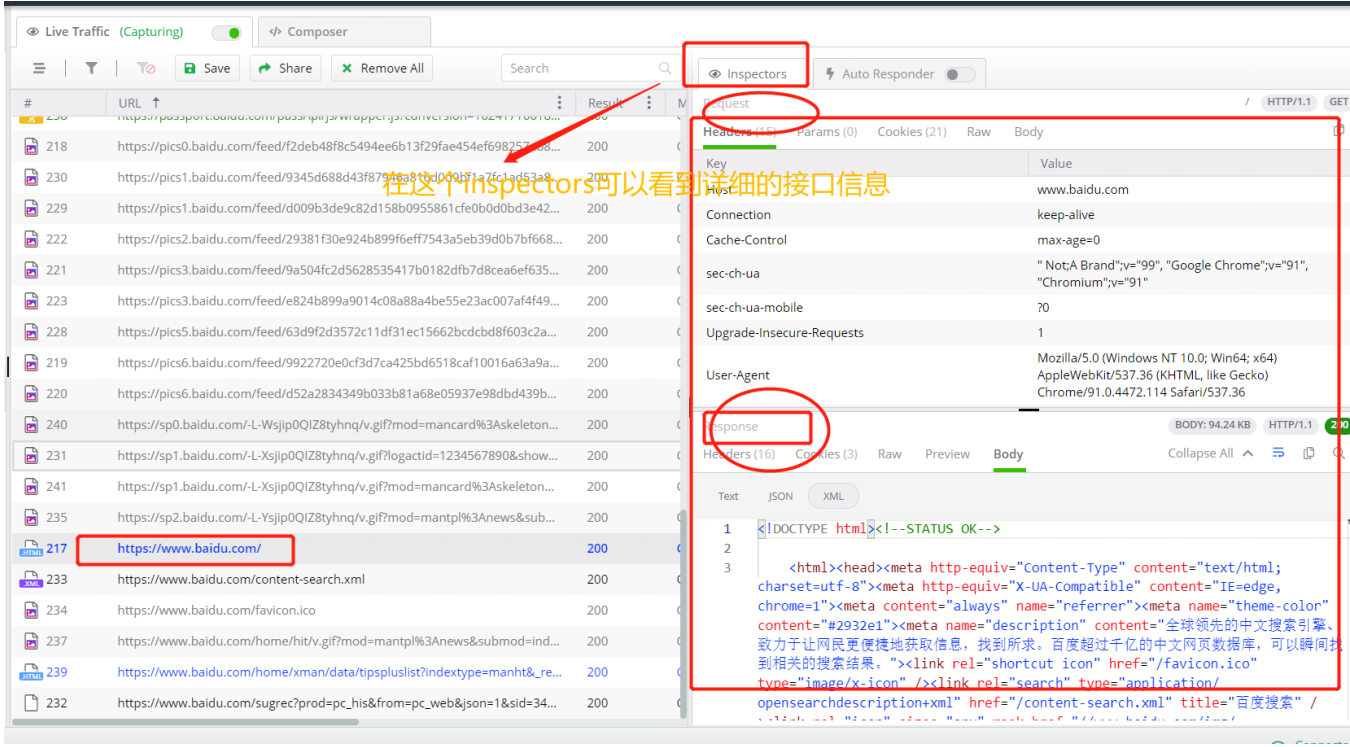 Live Traffic (Capturing)
Composer
Save
Share
Remove All
Search
Inspectors
Auto Responder
# URL ↑ Result
Request / HTTP/1.1 GET
Headers (15) Params (0) Cookies (21) Raw Body
Key Value
在这个inspectors可以看到详细的接口信息
Host www.baidu.com
Connection keep-alive
Cache-Control max-age=0
sec-ch-ua " Not;A Brand";v="99", "Google Chrome";v="91",
"Chromium";v="91"
sec-ch-ua-mobile ?0
Upgrade-Insecure-Requests 1
User-Agent Mozilla/5.0 (Windows NT 10.0; Win64; x64)
AppleWebKit/537.36 (KHTML, like Gecko)
Chrome/91.0.4472.114 Safari/537.36
218 https://pics0.baidu.com/feed/f2deb48f8c5494ee6b13f29fae454ef698257 200
230 https://pics1.baidu.com/feed/9345d688d43f87946a
229 https://pics1.baidu.com/feed/d009b3de9c82d158b0955861cfe0b0d0bd3e42... 200
222 https://pics2.baidu.com/feed/29381f30e924b899f6eff7543a5eb39d0b7bf668... 200
221 https://pics3.baidu.com/feed/9a504fc2d5628535417b0182dfb7d8cea6ef635... 200
223 https://pics3.baidu.com/feed/e824b899a9014c08a88a4be55e23ac007af4f49... 200
228 https://pics5.baidu.com/feed/63d9f2d3572c11df31ec15662bcdcbd8f603c2a... 200
219 https://pics6.baidu.com/feed/9922720e0cf3d7ca425bd6518caf10016a63a9a... 200
220 https://pics6.baidu.com/feed/d52a2834349b033b81a68e05937e98dbd439b... 200
240 https://sp0.baidu.com/-L-Wsjip0QIZ8tyhnq/v.gif?mod=mancard%3Askeleton... 200
231 https://sp1.baidu.com/-L-Xsjip0QIZ8tyhnq/v.gif?logactid=1234567890&show... 200
241 https://sp1.baidu.com/-L-Xsjip0QIZ8tyhnq/v.gif?mod=mancard%3Askeleton... 200
235 https://sp2.baidu.com/-L-Ysjip0QIZ8tyhnq/v.gif?mod=mantpl%3Anews&sub... 200
217 https://www.baidu.com/ 200
233 https://www.baidu.com/content-search.xml 200
234 https://www.baidu.com/favicon.ico 200
237 https://www.baidu.com/home/hit/v.gif?mod=mantpl%3Anews&submod=ind... 200
239 https://www.baidu.com/home/xman/data/tipspluslist?indextype=manht&_re... 200
232 https://www.baidu.com/sugrec?prod=pc_his&from=pc_web&json=1&sid=34... 200
Response BODY: 94.24 KB HTTP/1.1 200
Headers (16) Cookies (3) Raw Preview Body Collapse All
Text JSON XML
1 <!DOCTYPE html><!--STATUS OK-->
2
3 <html><head><meta http-equiv="Content-Type" content="text/html;
charset=utf-8"><meta http-equiv="X-UA-Compatible" content="IE=edge,
chrome=1"><meta content="always" name="referrer"><meta name="theme-color"
content="#2932e1"><meta name="description" content="全球领先的中文搜索引擎、
致力于让网民更便捷地获取信息，找到所求。百度超过千亿的中文网页数据库，可以瞬间找
到相关的搜索结果。"><link rel="shortcut icon" href="/favicon.ico"
type="image/x-icon" /><link rel="search" type="application/
opensearchdescription+xml" href="/content-search.xml" title="百度搜索" /